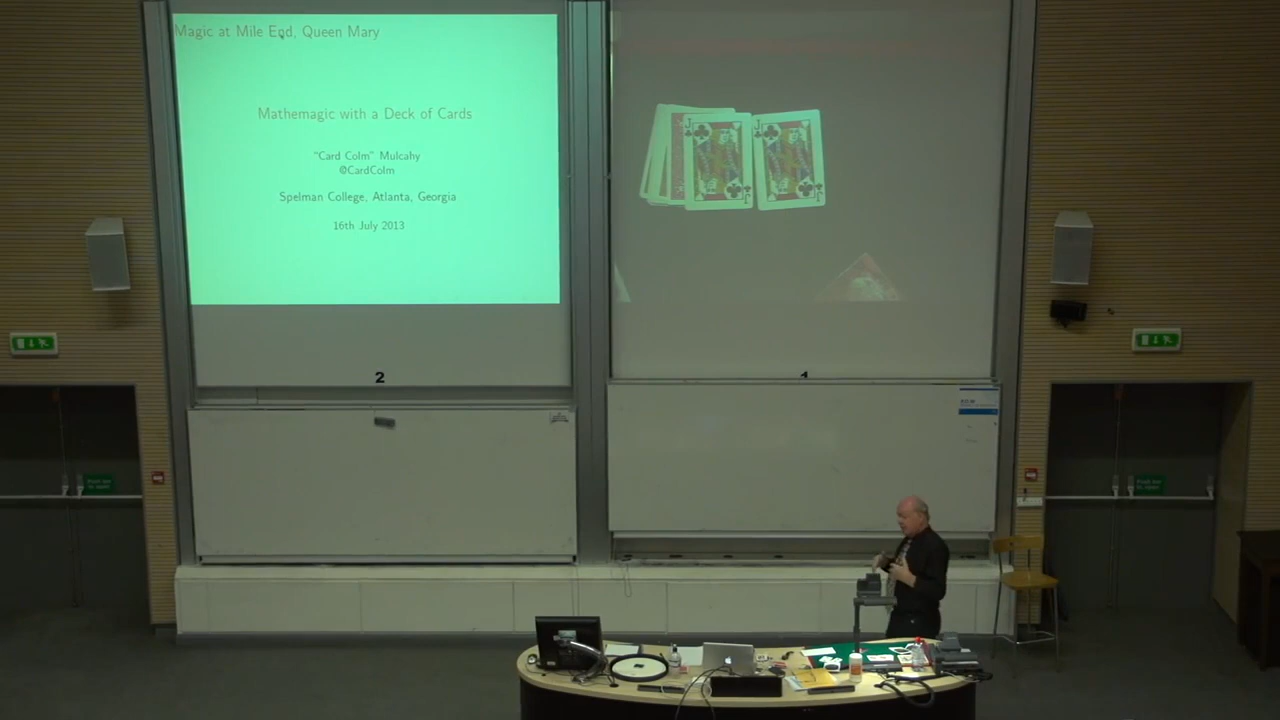 Magic at Mile End, Queen Mary
Mathemagic with a Deck of Cards
“Card Colm” Mulcahy
@CardColm
Spelman College, Atlanta, Georgia
16th July 2013
J
J
2
1